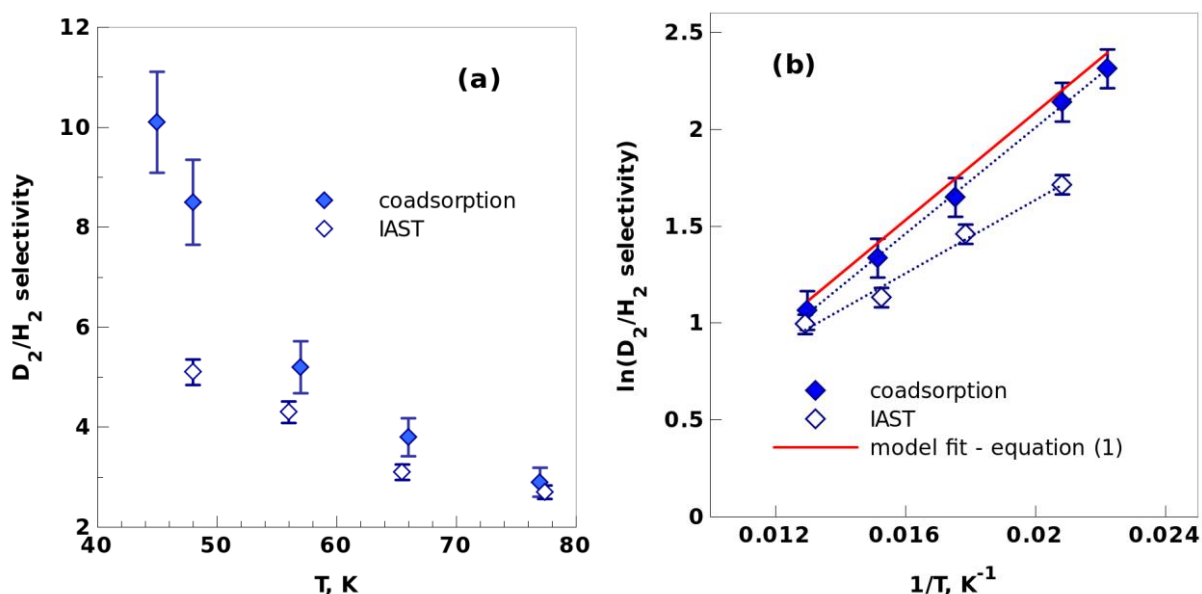 12
10
8
6
4
2
40
50
60
70
80
D2/H2 selectivity
T, K
(a)
coadsorption
IAST
2.5
2
1.5
1
0.5
0
0.012
0.016
0.02
0.024
ln(D2/H2 selectivity)
1/T, K-1
(b)
coadsorption
IAST
model fit - equation (1)